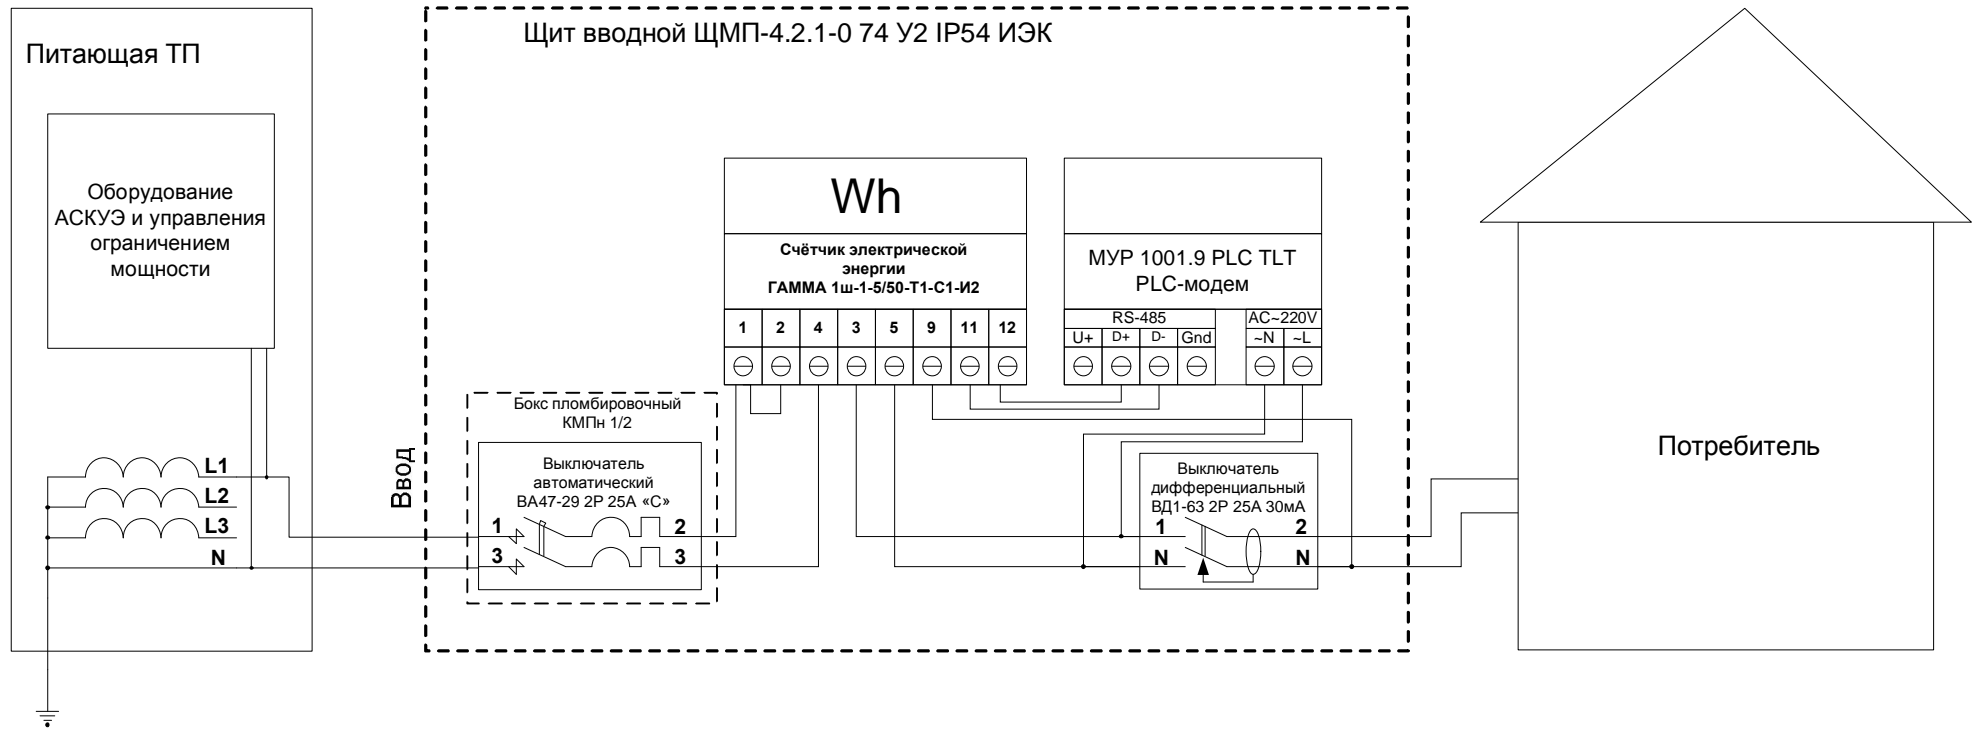 Питающая ТП
Оборудование
АСКУЭ и управления
ограничением
мощности
L1
L2
L3
N
Ввод
Щит вводной ЩМП-4.2.1-0 74 У2 IP54 ИЭК
Бокс пломбировочный
КМПн 1/2
Выключатель
автоматический
ВА47-29 2Р 25А «С»
1 2
3 3
Wh
Счётчик электрической
энергии
ГАММА 1ш-1-5/50-Т1-С1-И2
1 2 4 3 5 9 11 12
МУР 1001.9 PLC TLT
PLC-модем
RS-485 AC~220V
U+ D+ D- Gnd ~N ~L
Выключатель
дифференциальный
ВД1-63 2Р 25А 30мА
1 2
N N
Потребитель